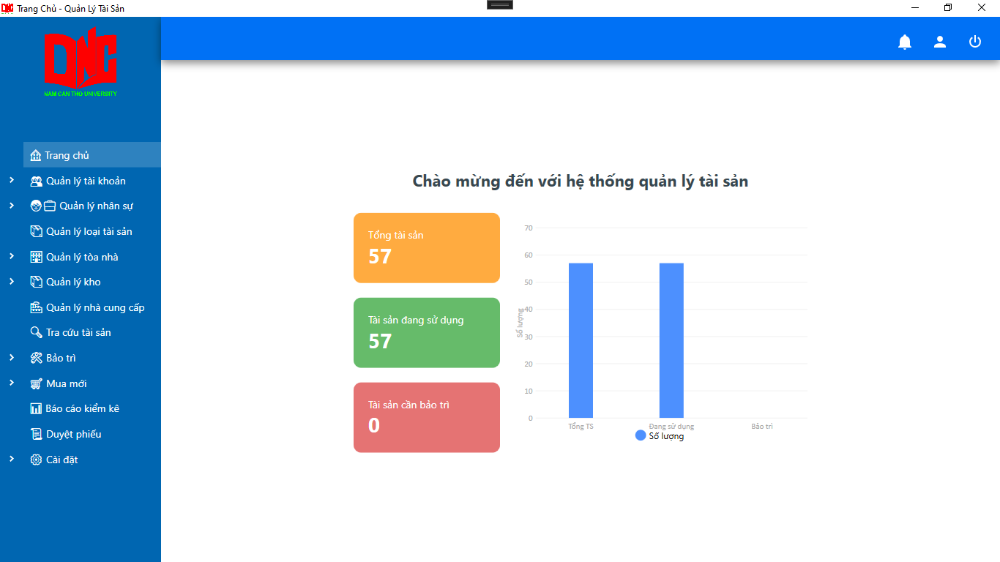 Trang Chủ - Quản Lý Tài Sản
DNC
NAM CAN THO UNIVERSITY
Trang chủ
Quản lý tài khoản
Quản lý nhân sự
Quản lý loại tài sản
Quản lý tòa nhà
Quản lý kho
Quản lý nhà cung cấp
Tra cứu tài sản
Bảo trì
Mua mới
Báo cáo kiểm kê
Duyệt phiếu
Cài đặt
Chào mừng đến với hệ thống quản lý tài sản
Tổng tài sản
57
Tài sản đang sử dụng
57
Tài sản cần bảo trì
0
Số lượng
70
60
50
40
30
20
10
0
Tổng TS
Đang sử dụng
Bảo trì
Số lượng